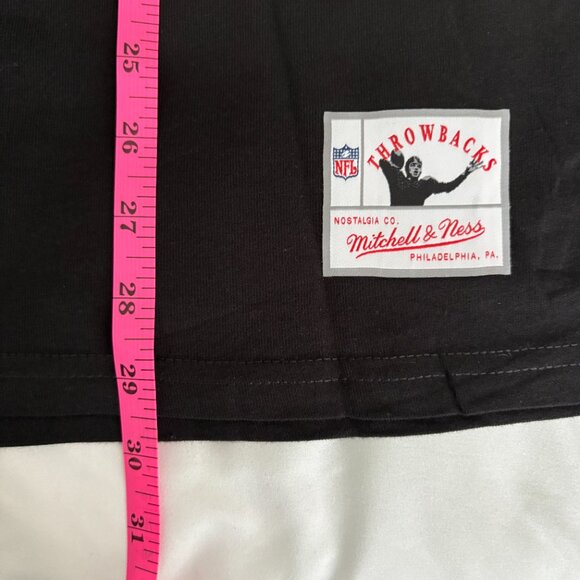 25
26
27
28
29
30
31
THROWBACKS
NFL
NOSTALGIA CO.
Mitchell & Ness
PHILADELPHIA, PA.